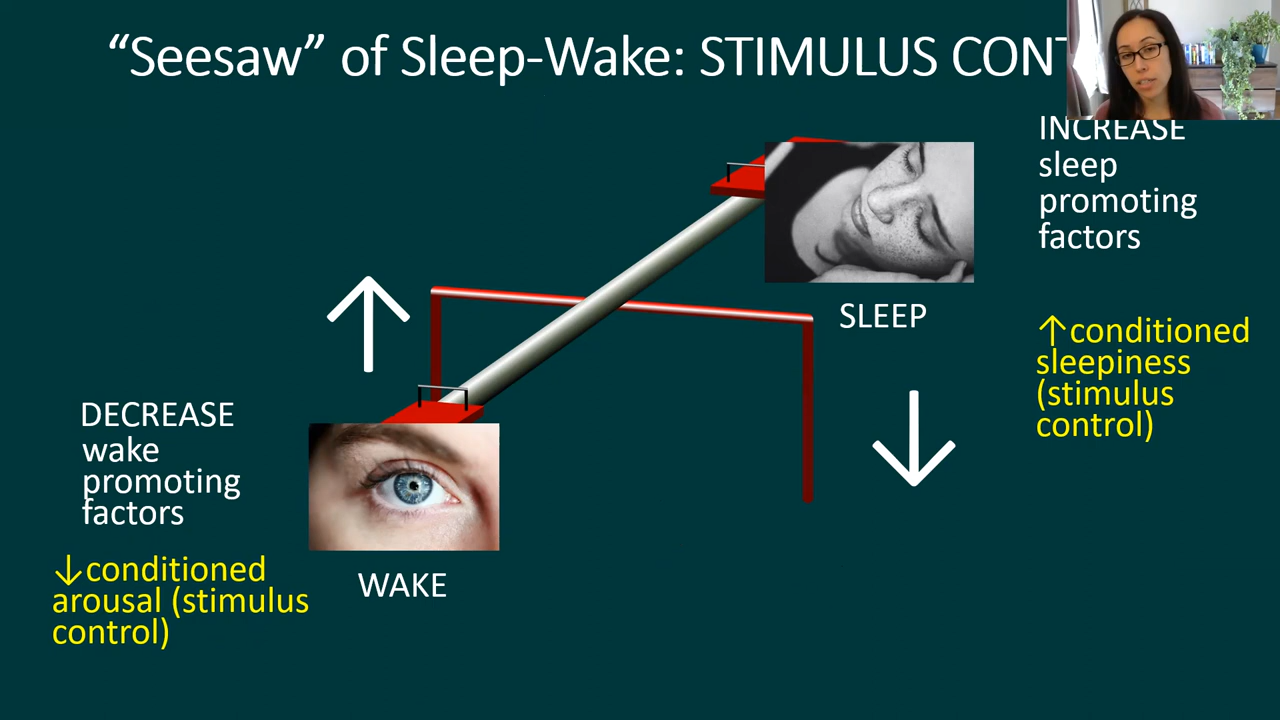 “Seesaw” of Sleep-Wake: STIMULUS CONT
INCREASE
sleep
promoting
factors
SLEEP
↑conditioned
sleepiness
(stimulus
control)
DECREASE
wake
promoting
factors
↓conditioned
arousal (stimulus
control)
WAKE